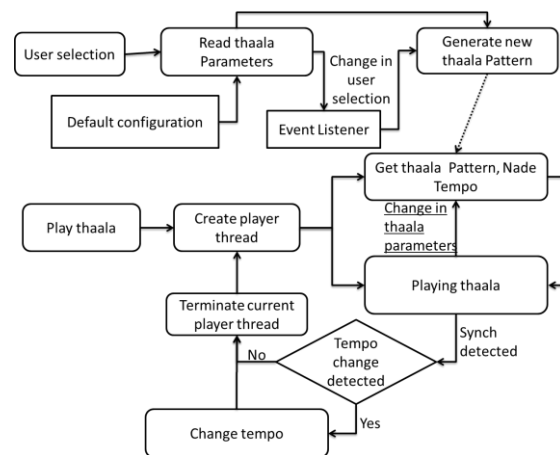 User selection
Read thaala
Parameters
Change in
user
selection
Generate new
thaala Pattern
Default configuration
Event Listener
Get thaala Pattern, Nade
Tempo
Change in
thaala
parameters
Play thaala
Create player
thread
Playing thaala
Terminate current
player thread
Synch
detected
No
Tempo
change
detected
Yes
Change tempo